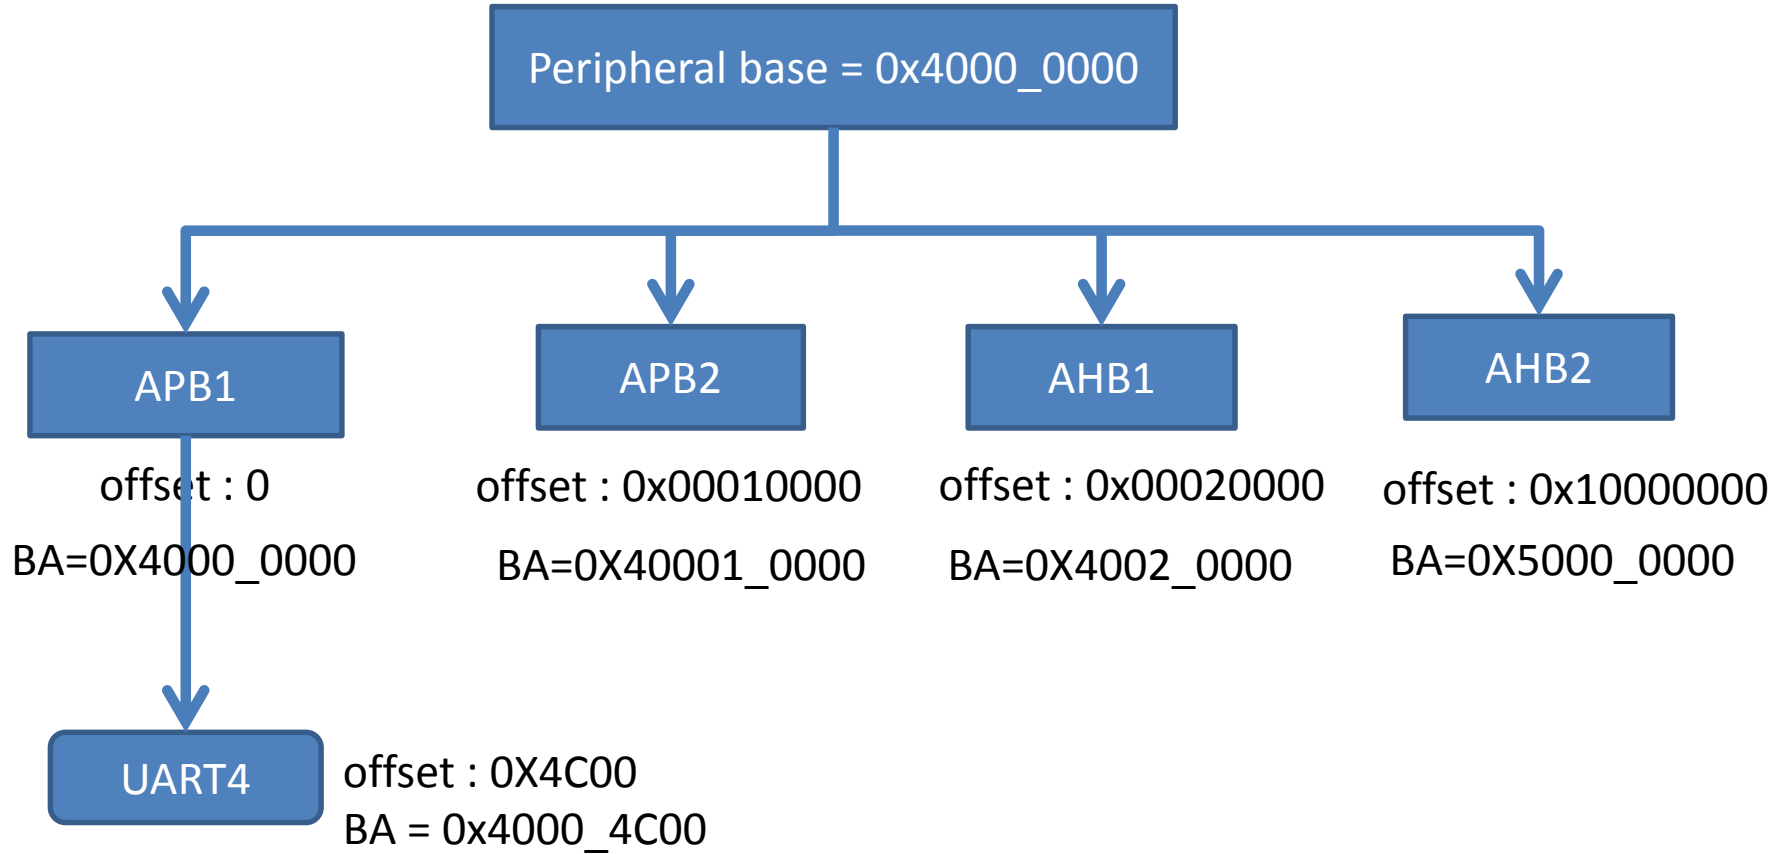 Peripheral base = 0x4000_0000
APB1
APB2
AHB1
AHB2
offset : 0
offset : 0x00010000
offset : 0x00020000
offset : 0x10000000
BA=0X4000_0000
BA=0X40001_0000
BA=0X4002_0000
BA=0X5000_0000
UART4
offset : 0X4C00
BA = 0x4000_4C00